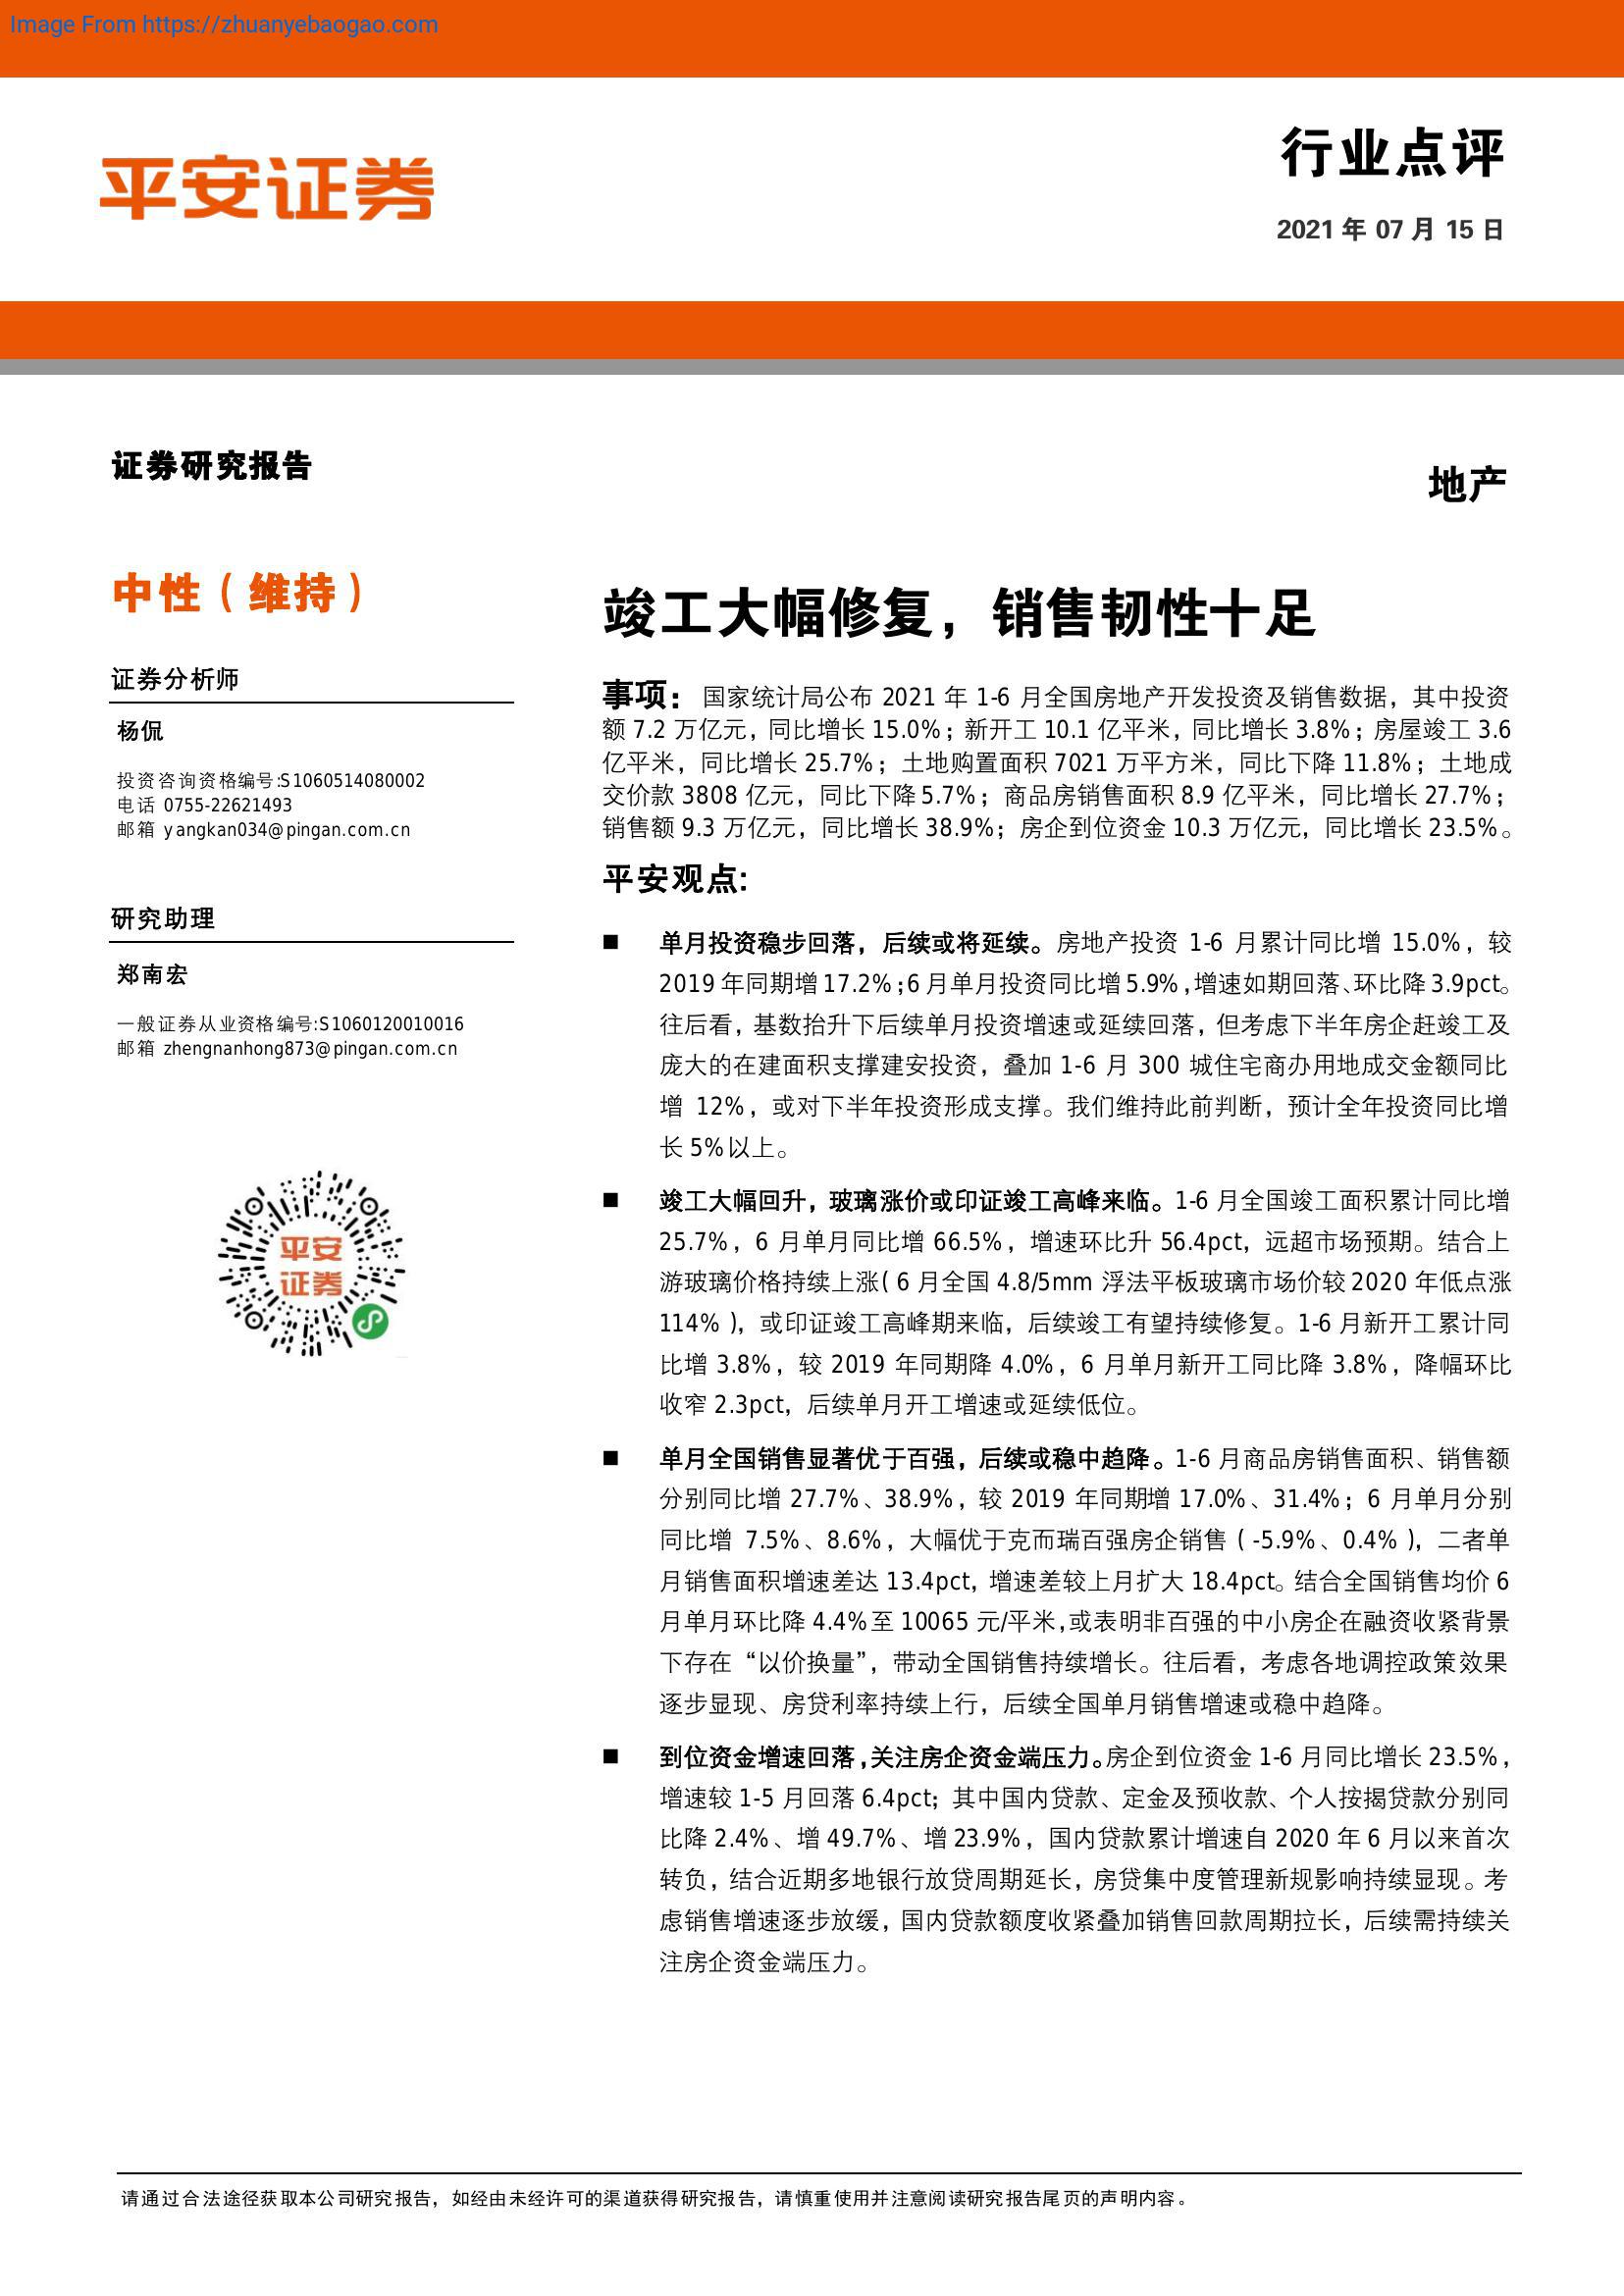 Image From https://zhuanyebaogao.com
平安证券
行业点评
2021 年 07 月 15 日
证券研究报告
地产
中性（维持）
证券分析师
杨侃
投资咨询资格编号:S1060514080002
电话 0755-22621493
邮箱 yangkan034@pingan.com.cn
研究助理
郑南宏
一般证券从业资格编号:S1060120010016
邮箱 zhengnanhong873@pingan.com.cn
平安
证券
竣工大幅修复，销售韧性十足
事项：国家统计局公布 2021 年 1-6 月全国房地产开发投资及销售数据，其中投资
额 7.2 万亿元，同比增长 15.0%；新开工 10.1 亿平米，同比增长 3.8%；房屋竣工 3.6
亿平米，同比增长 25.7%；土地购置面积 7021 万平方米，同比下降 11.8%；土地成
交价款 3808 亿元，同比下降 5.7%；商品房销售面积 8.9 亿平米，同比增长 27.7%；
销售额 9.3 万亿元，同比增长 38.9%；房企到位资金 10.3 万亿元，同比增长 23.5%。
平安观点:
■ 单月投资稳步回落，后续或将延续。房地产投资 1-6 月累计同比增 15.0%，较
2019 年同期增 17.2%；6 月单月投资同比增 5.9%，增速如期回落、环比降 3.9pct。
往后看，基数抬升下后续单月投资增速或延续回落，但考虑下半年房企赶竣工及
庞大的在建面积支撑建安投资，叠加 1-6 月 300 城住宅商办用地成交金额同比
增 12%，或对下半年投资形成支撑。我们维持此前判断，预计全年投资同比增
长 5%以上。
■ 竣工大幅回升，玻璃涨价或印证竣工高峰来临。1-6 月全国竣工面积累计同比增
25.7%，6 月单月同比增 66.5%，增速环比升 56.4pct，远超市场预期。结合上
游玻璃价格持续上涨（6 月全国 4.8/5mm 浮法平板玻璃市场价较 2020 年低点涨
114%），或印证竣工高峰期来临，后续竣工有望持续修复。1-6 月新开工累计同
比增 3.8%，较 2019 年同期降 4.0%，6 月单月新开工同比降 3.8%，降幅环比
收窄 2.3pct，后续单月开工增速或延续低位。
■ 单月全国销售显著优于百强，后续或稳中趋降。1-6 月商品房销售面积、销售额
分别同比增 27.7%、38.9%，较 2019 年同期增 17.0%、31.4%；6 月单月分别
同比增 7.5%、8.6%，大幅优于克而瑞百强房企销售（-5.9%、0.4%），二者单
月销售面积增速差达 13.4pct，增速差较上月扩大 18.4pct。结合全国销售均价 6
月单月环比降 4.4%至 10065 元/平米，或表明非百强的中小房企在融资收紧背景
下存在“以价换量”，带动全国销售持续增长。往后看，考虑各地调控政策效果
逐步显现、房贷利率持续上行，后续全国单月销售增速或稳中趋降。
■ 到位资金增速回落，关注房企资金端压力。房企到位资金 1-6 月同比增长 23.5%，
增速较 1-5 月回落 6.4pct；其中国内贷款、定金及预收款、个人按揭贷款分别同
比降 2.4%、增 49.7%、增 23.9%，国内贷款累计增速自 2020 年 6 月以来首次
转负，结合近期多地银行放贷周期延长，房贷集中度管理新规影响持续显现。考
虑销售增速逐步放缓，国内贷款额度收紧叠加销售回款周期拉长，后续需持续关
注房企资金端压力。
请通过合法途径获取本公司研究报告，如经由未经许可的渠道获得研究报告，请慎重使用并注意阅读研究报告尾页的声明内容。